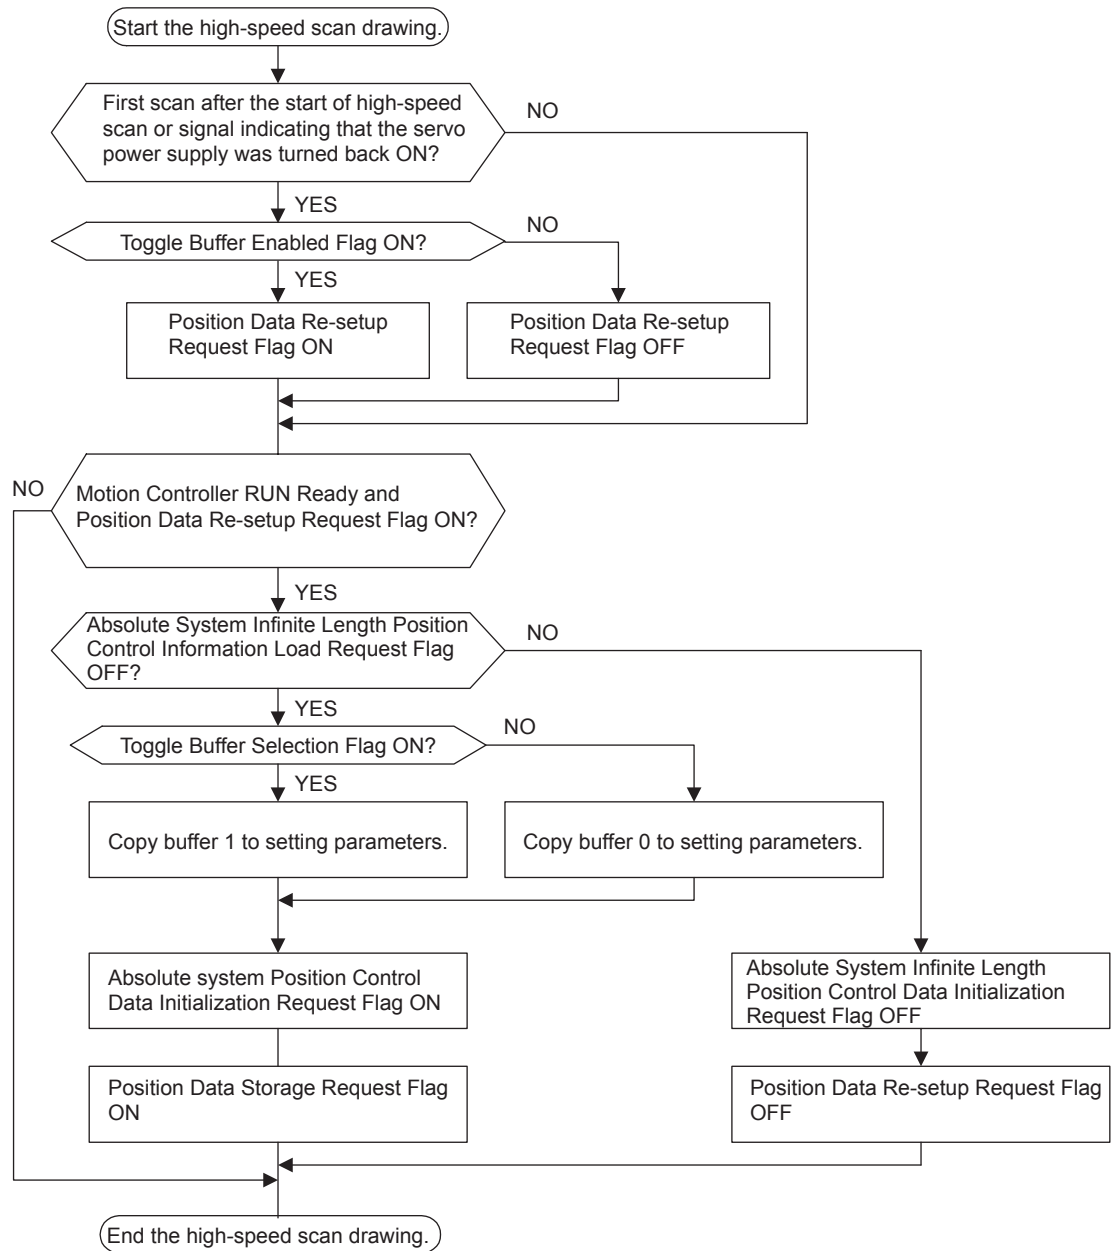 Start the high-speed scan drawing.
First scan after the start of high-speed
scan or signal indicating that the servo
power supply was turned back ON?
NO
YES
Toggle Buffer Enabled Flag ON?
NO
YES
Position Data Re-setup
Request Flag ON
Position Data Re-setup
Request Flag OFF
NO
Motion Controller RUN Ready and
Position Data Re-setup Request Flag ON?
YES
Absolute System Infinite Length Position
Control Information Load Request Flag
OFF?
NO
YES
Toggle Buffer Selection Flag ON?
NO
YES
Copy buffer 1 to setting parameters.
Copy buffer 0 to setting parameters.
Absolute system Position Control
Data Initialization Request Flag ON
Absolute System Infinite Length
Position Control Data Initialization
Request Flag OFF
Position Data Storage Request Flag
ON
Position Data Re-setup Request Flag
OFF
End the high-speed scan drawing.